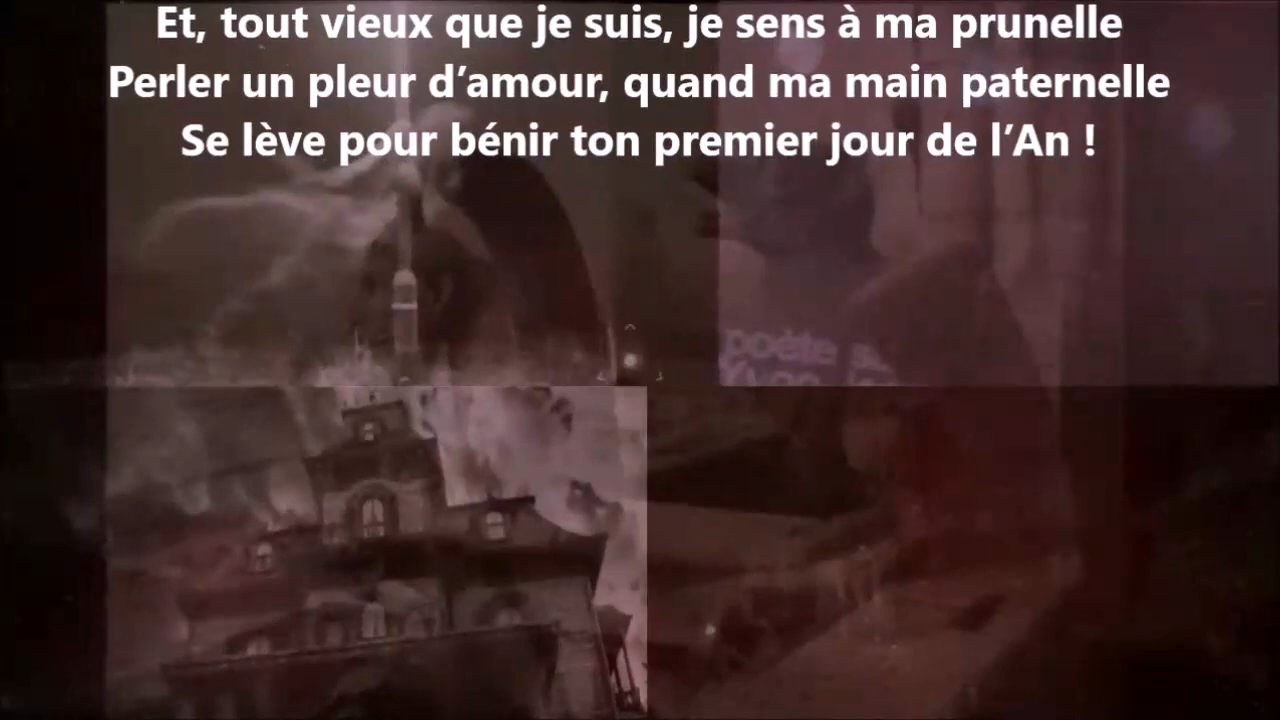 Et, tout vieux que je suis, je sens à ma prunelle
Perler un pleur d’amour, quand ma main paternelle
Se lève pour bénir ton premier jour de l’An !
poète